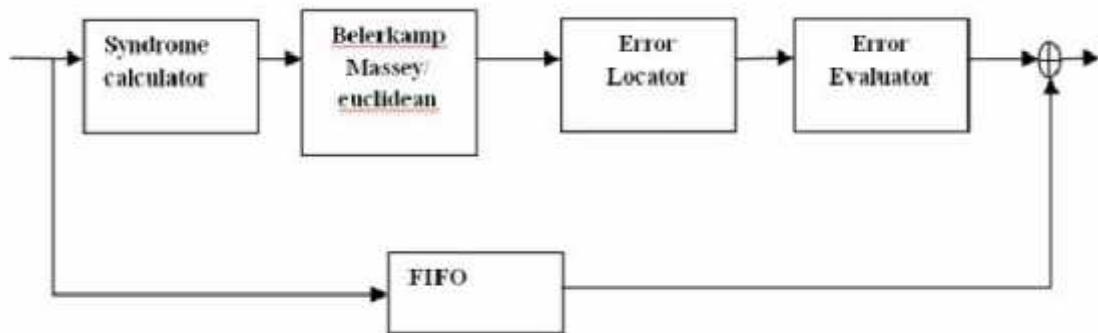 Syndrome
calculator
Belerkamp
Massey/
euclidean
Error
Locator
Error
Evaluator
FIFO